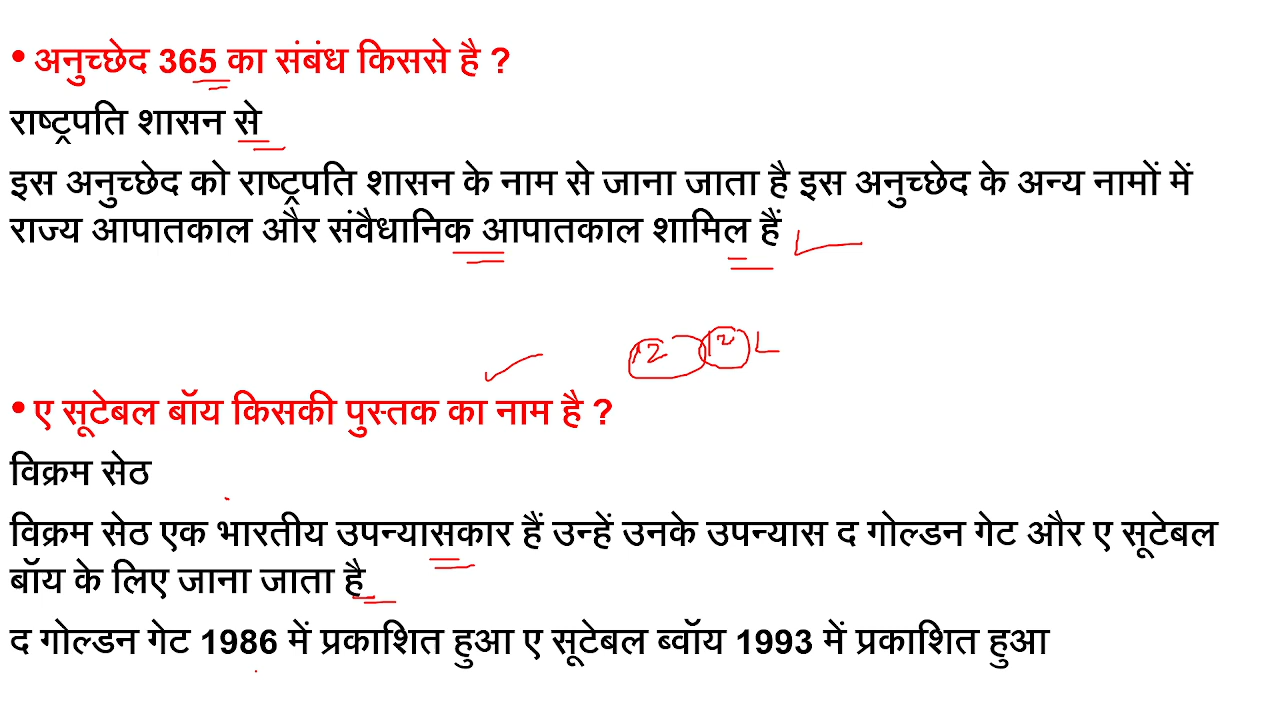 • अनुच्छेद 365 का संबंध किससे है ?
राष्ट्रपति शासन से
इस अनुच्छेद को राष्ट्रपति शासन के नाम से जाना जाता है इस अनुच्छेद के अन्य नामों में
राज्य आपातकाल और संवैधानिक आपातकाल शामिल हैं
12 12
• ए सूटेबल बॉय किसकी पुस्तक का नाम है ?
विक्रम सेठ
विक्रम सेठ एक भारतीय उपन्यासकार हैं उन्हें उनके उपन्यास द गोल्डन गेट और ए सूटेबल
बॉय के लिए जाना जाता है
द गोल्डन गेट 1986 में प्रकाशित हुआ ए सूटेबल ब्वॉय 1993 में प्रकाशित हुआ